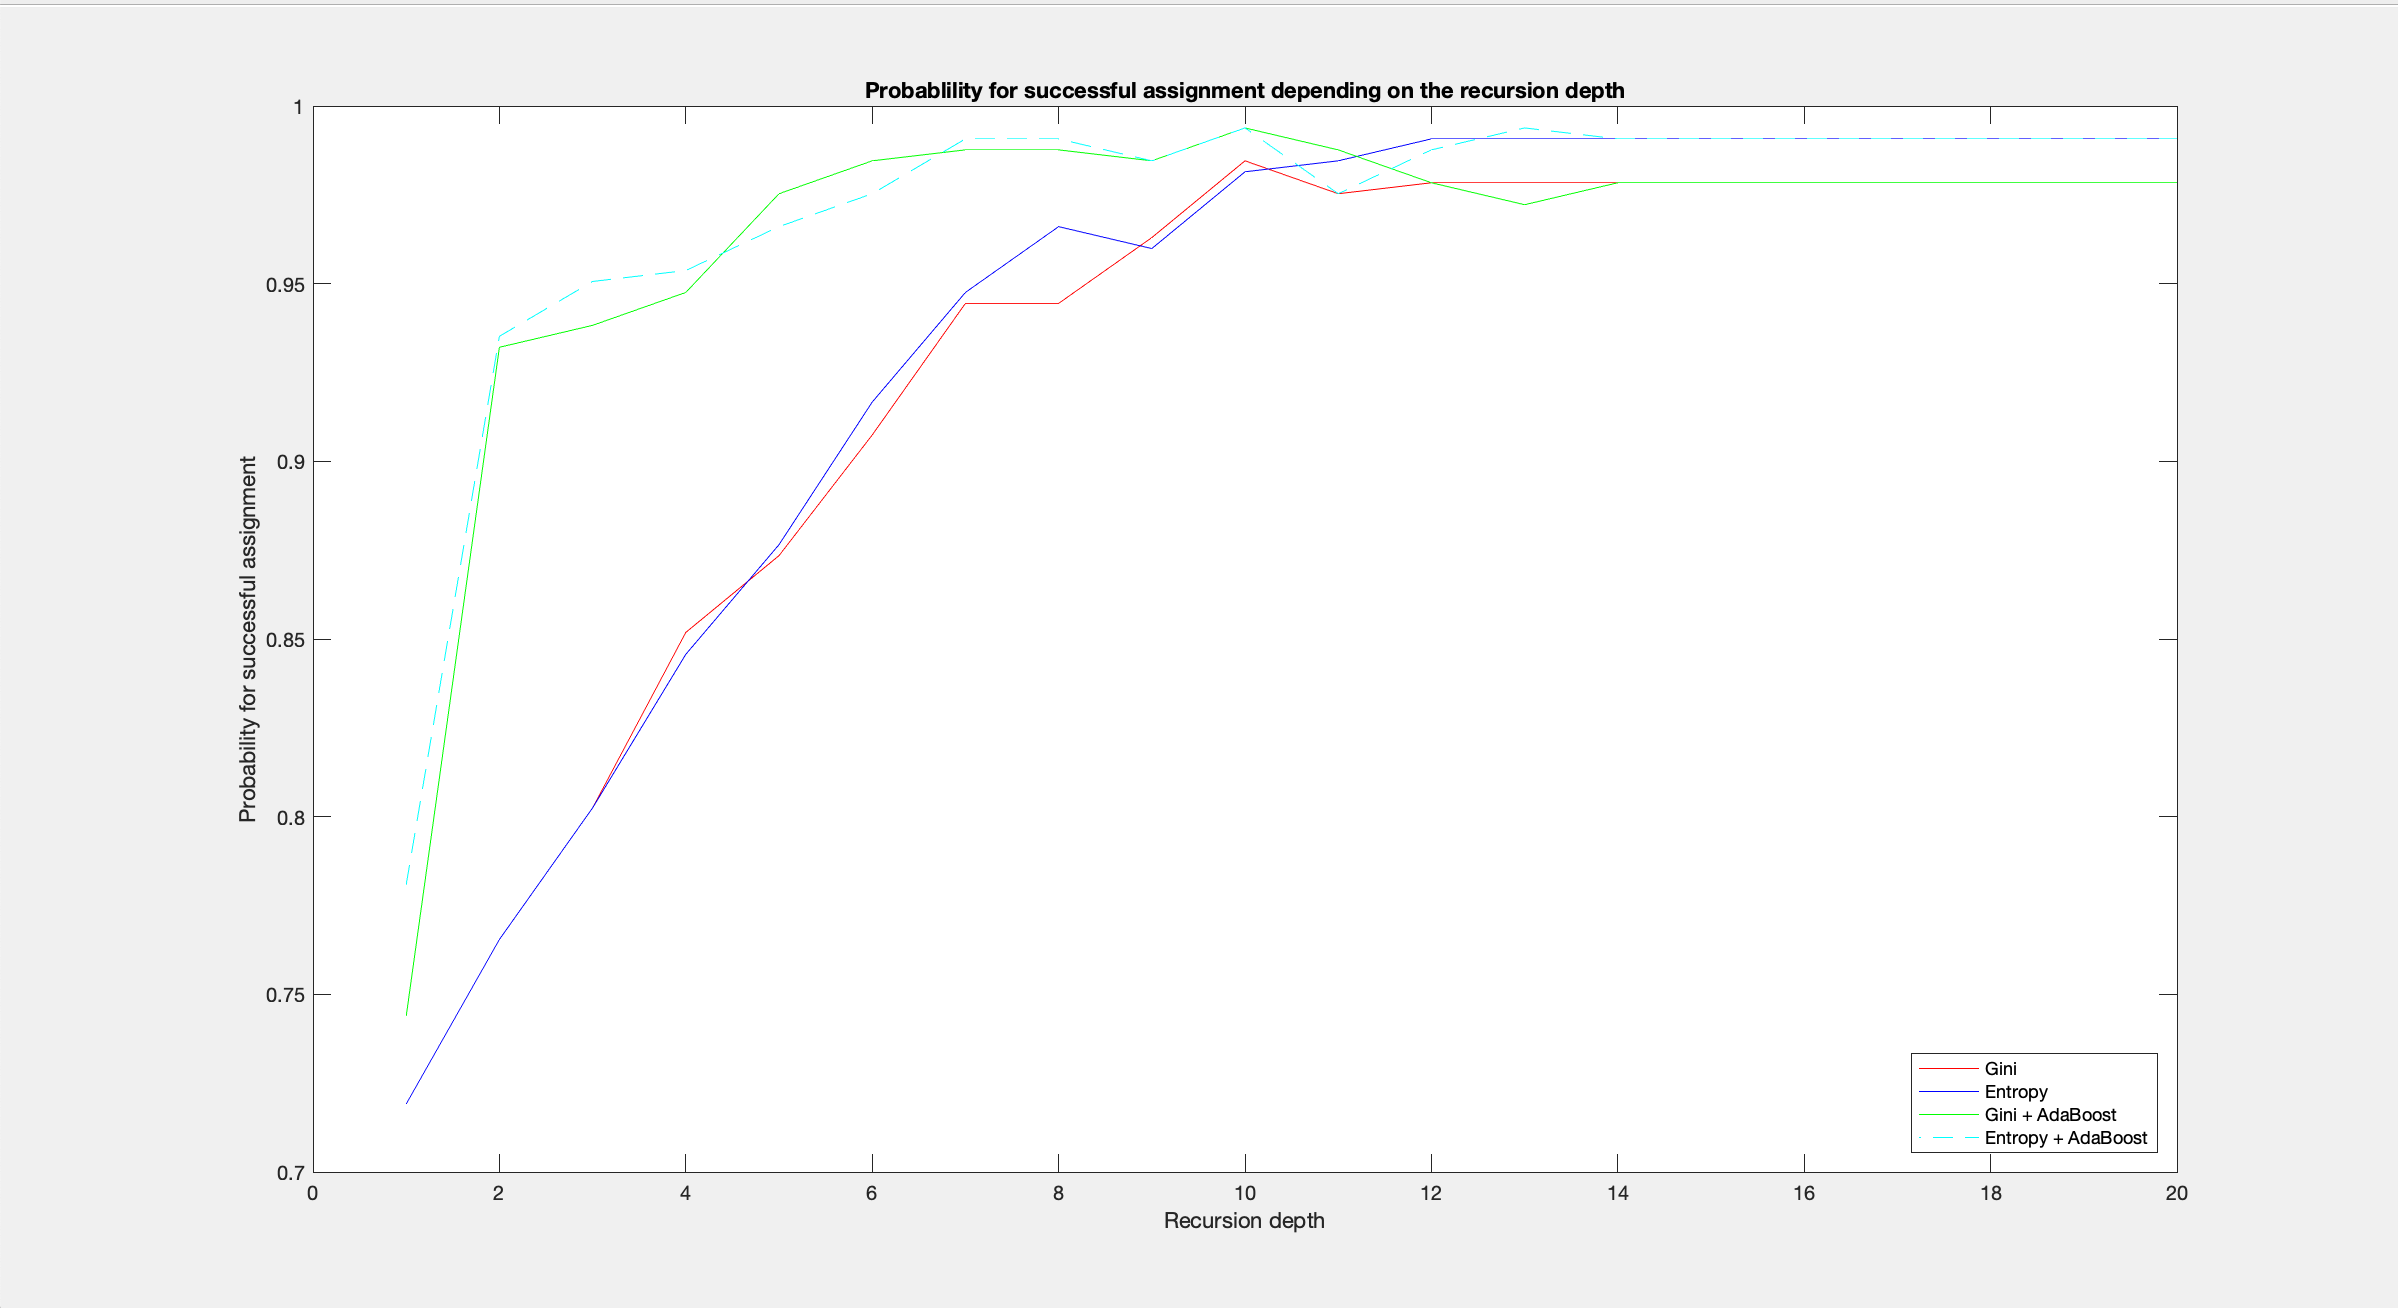 Probablility for successful assignment depending on the recursion depth
1
0.95
0.9
0.85
0.8
0.75
0.7
Probability for successful assignment
0 2 4 6 8 10 12 14 16 18 20
Recursion depth
Gini
Entropy
Gini + AdaBoost
Entropy + AdaBoost